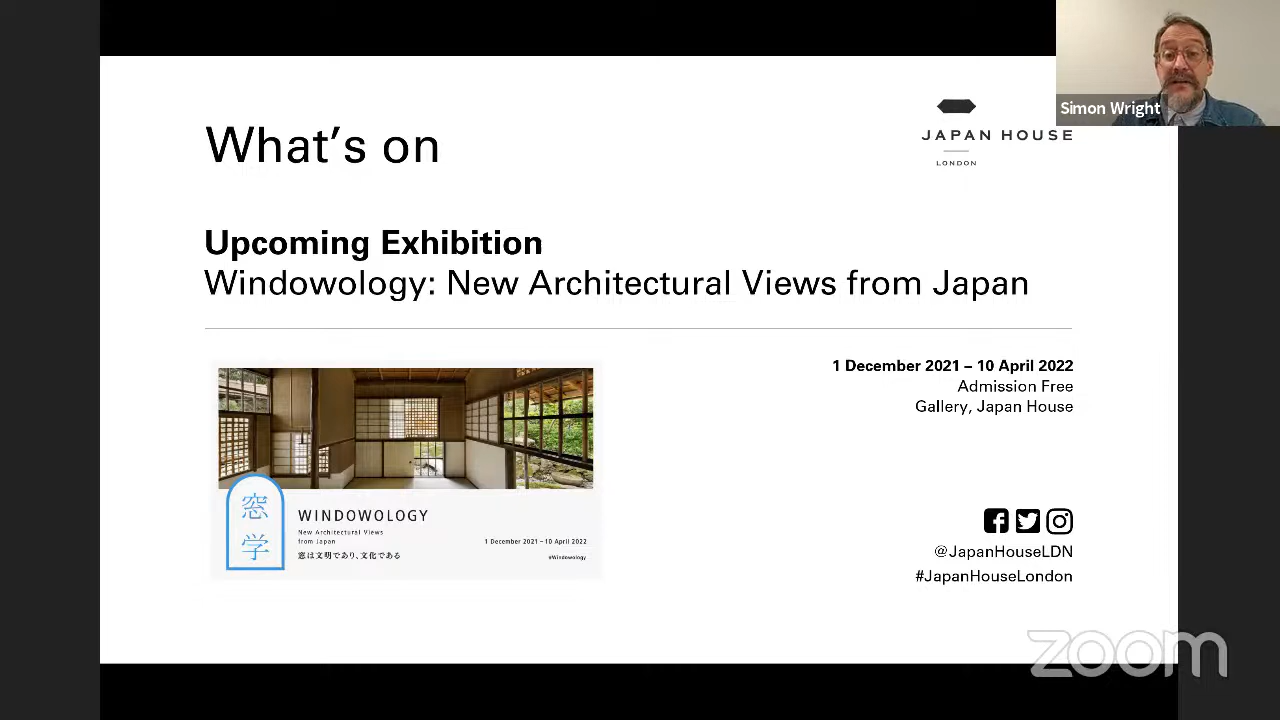 Simon Wright
What's on
JAPAN HOUSE
LONDON
Upcoming Exhibition
Windowology: New Architectural Views from Japan
1 December 2021 – 10 April 2022
Admission Free
Gallery, Japan House
窓
学
WINDOWOLOGY
New Architectural Views
from Japan
窓は文明であり、文化である
1 December 2021 – 10 April 2022
#Windowology
@JapanHouseLDN
#JapanHouseLondon
zoom